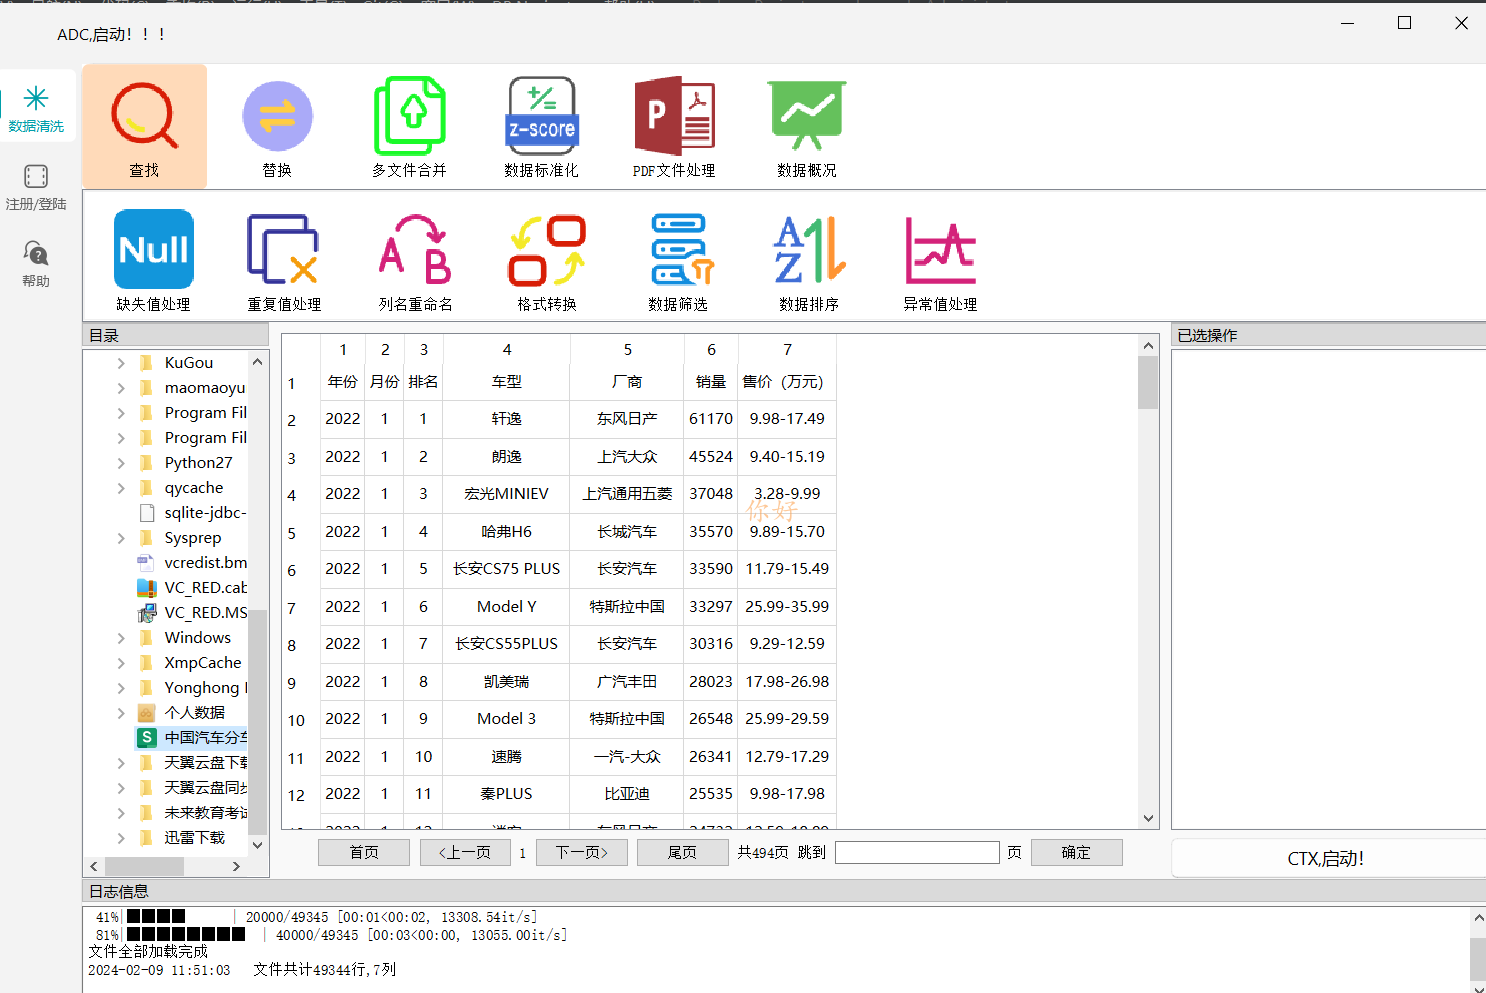 ADC,启动！！！
数据清洗
注册/登陆
帮助
查找
替换
多文件合并
z-score
数据标准化
P
PDF文件处理
数据概况
Null
缺失值处理
重复值处理
A B
列名重命名
格式转换
数据筛选
A Z
数据排序
异常值处理
目录
KuGou
maomaoyu
Program Fil
Program Fil
Python27
qycache
sqlite-jdbc-
Sysprep
vcredist.bm
VC_RED.cab
VC_RED.MS
Windows
XmpCache
Yonghong
个人数据
S 中国汽车分车
天翼云盘下载
天翼云盘同步
未来教育考试
迅雷下载
1 2 3 4 5 6 7
1 年份 月份 排名 车型 厂商 销量 售价（万元）
2 2022 1 1 轩逸 东风日产 61170 9.98-17.49
3 2022 1 2 朗逸 上汽大众 45524 9.40-15.19
4 2022 1 3 宏光MINIEV 上汽通用五菱 37048 3.28-9.99
你好
5 2022 1 4 哈弗H6 长城汽车 35570 9.89-15.70
6 2022 1 5 长安CS75 PLUS 长安汽车 33590 11.79-15.49
7 2022 1 6 Model Y 特斯拉中国 33297 25.99-35.99
8 2022 1 7 长安CS55PLUS 长安汽车 30316 9.29-12.59
9 2022 1 8 凯美瑞 广汽丰田 28023 17.98-26.98
10 2022 1 9 Model 3 特斯拉中国 26548 25.99-29.59
11 2022 1 10 速腾 一汽-大众 26341 12.79-17.29
12 2022 1 11 秦PLUS 比亚迪 25535 9.98-17.98
首页 <上一页 1 下一页> 尾页 共494页 跳到 页 确定
已选操作
CTX,启动！
日志信息
41%| | 20000/49345 [00:01<00:02, 13308.54it/s]
81%| | 40000/49345 [00:03<00:00, 13055.00it/s]
文件全部加载完成
2024-02-09 11:51:03 文件共计49344行,7列